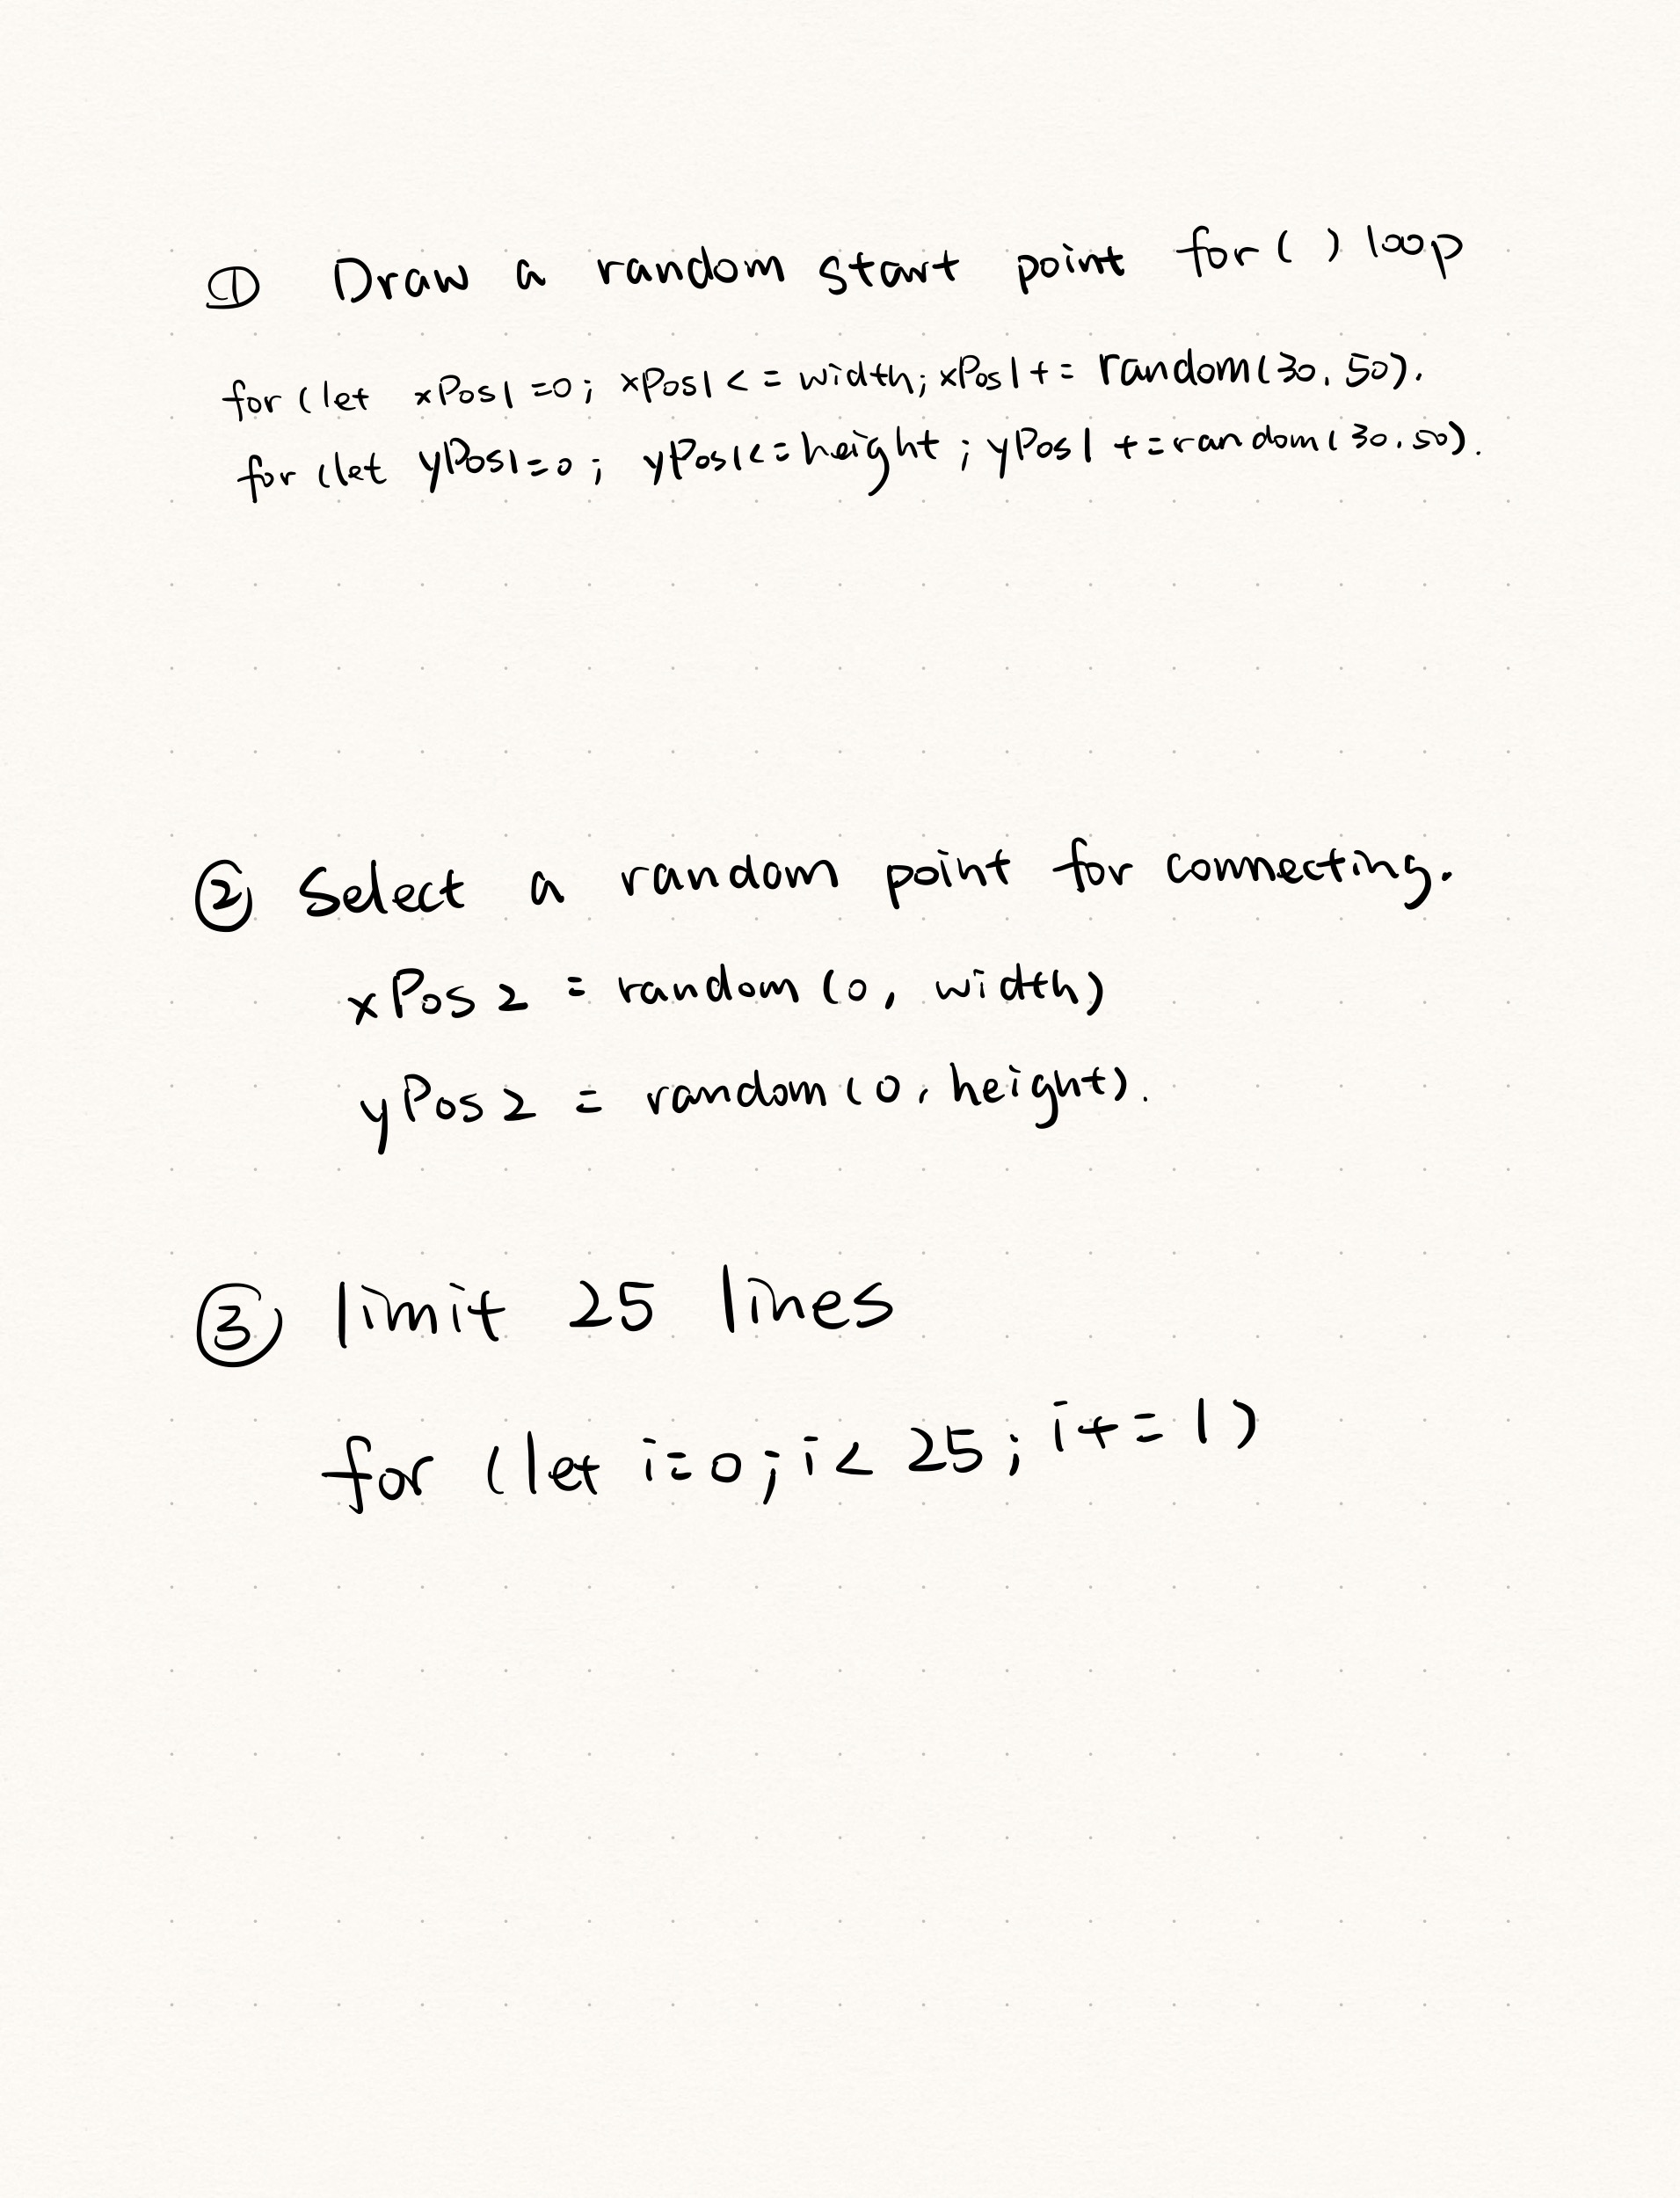 ① Draw a random start point for( ) loop
for (let xPos1=0; xPos1<=width; xPos1+= random(30, 50).
for (let yPos1=0; yPos1<=height; yPos1 +=random(30,50).
② Select a random point for connecting.
xPos2 = random(0, width)
yPos2 = random(0, height).
③ limit 25 lines
for (let i=0; i< 25; i+=1)